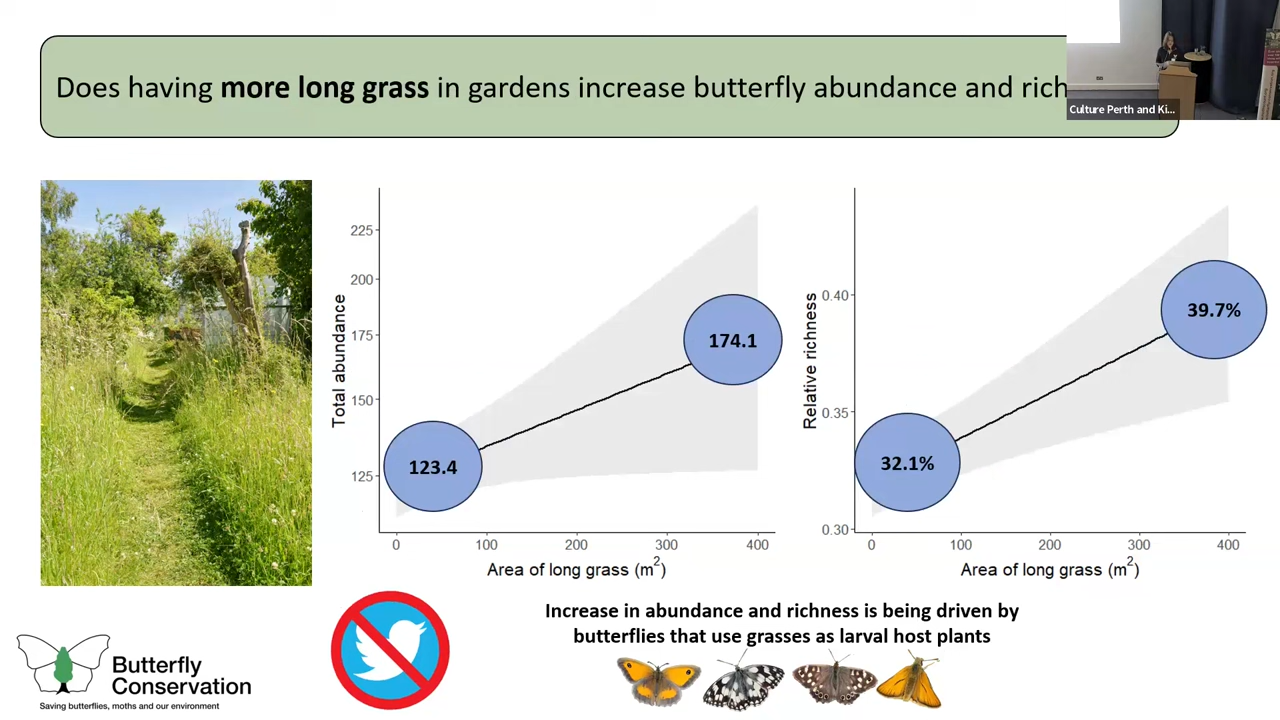 Does having more long grass in gardens increase butterfly abundance and rich
Culture Perth and Ki...
Total abundance
225
200
175
150
125
174.1
123.4
0 100 200 300 400
Area of long grass (m²)
Relative richness
0.40
0.35
0.30
39.7%
32.1%
0 100 200 300 400
Area of long grass (m²)
Increase in abundance and richness is being driven by
butterflies that use grasses as larval host plants
Butterfly
Conservation
Saving butterflies, moths and our environment